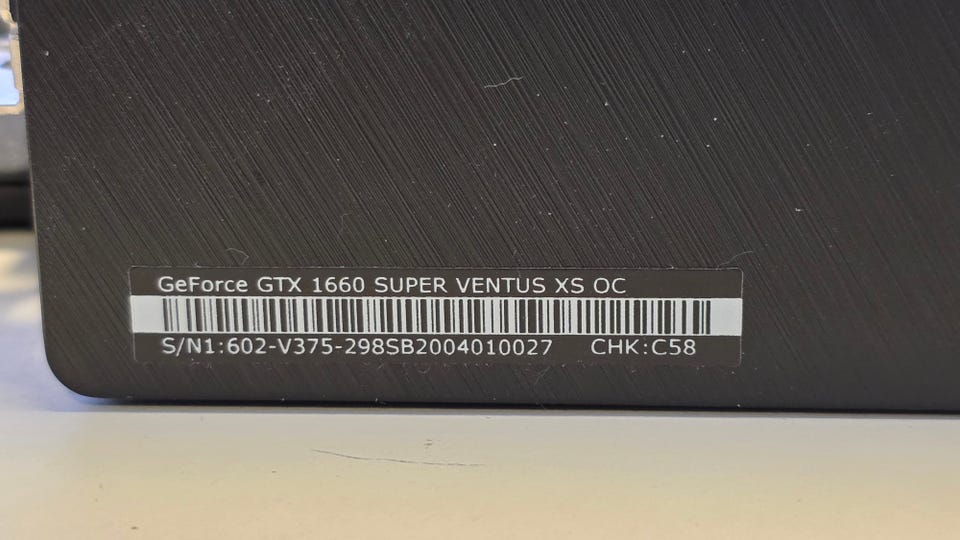 GeForce GTX 1660 SUPER VENTUS XS OC
S/N1:602-V375-298SB2004010027 CHK:C58